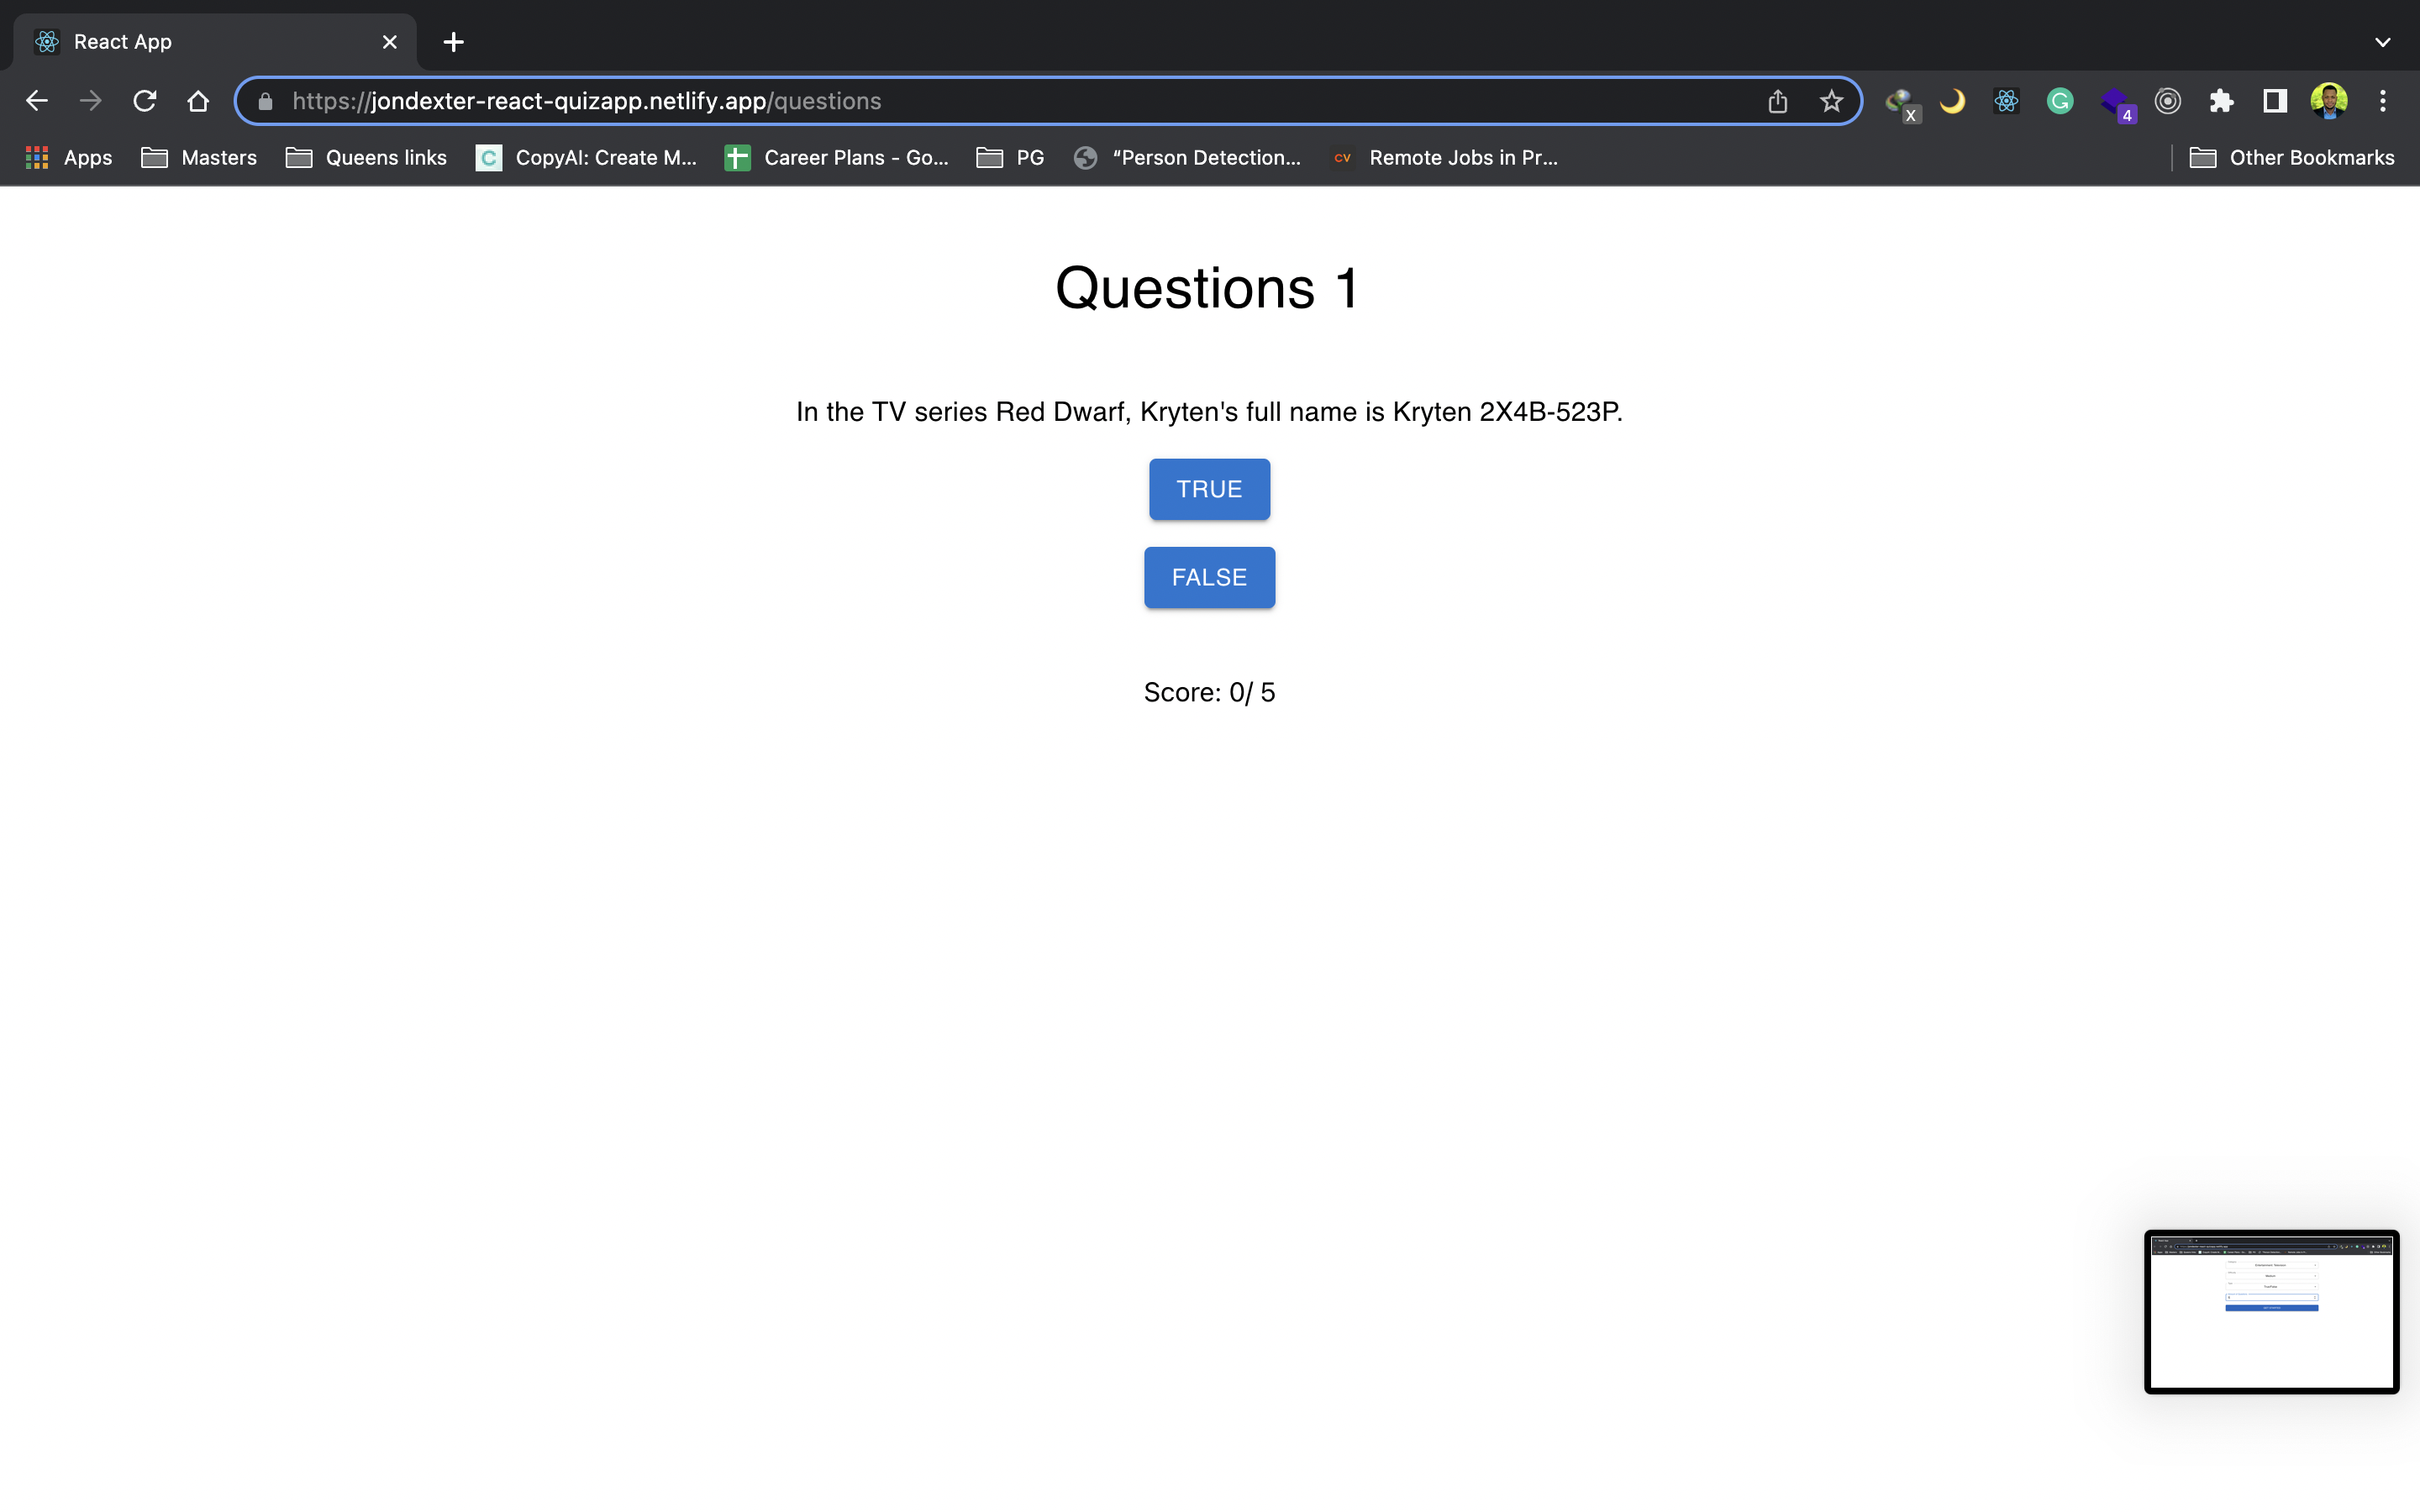 React App
https://jondexter-react-quizapp.netlify.app/questions
X
4
Apps
Masters
Queens links
C
CopyAI: Create M...
Career Plans - Go...
PG
“Person Detection...
CV
Remote Jobs in Pr...
Other Bookmarks
Questions 1
In the TV series Red Dwarf, Kryten's full name is Kryten 2X4B-523P.
TRUE
FALSE
Score: 0/ 5